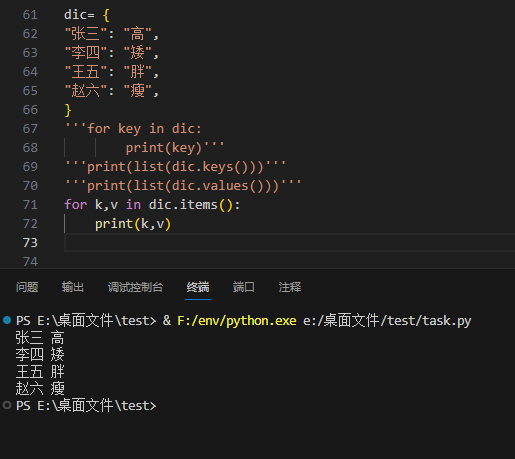 61 dic= {
62 "张三": "高",
63 "李四": "矮",
64 "王五": "胖",
65 "赵六": "瘦",
66 }
67 '''for key in dic:
68         print(key)'''
69 '''print(list(dic.keys()))'''
70 '''print(list(dic.values()))'''
71 for k,v in dic.items():
72     print(k,v)
73
74
问题 输出 调试控制台 终端 端口 注释
PS E:\桌面文件\test> & F:/env/python.exe e:/桌面文件/test/task.py
张三 高
李四 矮
王五 胖
赵六 瘦
PS E:\桌面文件\test>